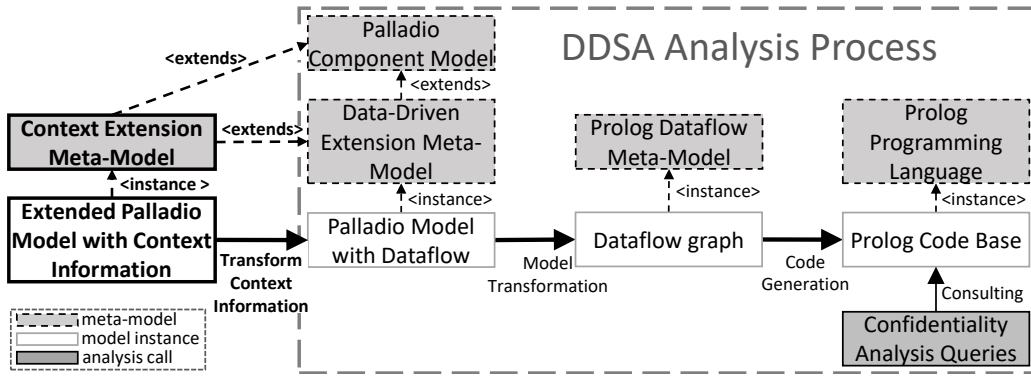 DDSA Analysis Process
Palladio
Component Model
<extends>
<extends>
Context Extension
Meta-Model
<extends>
Data-Driven
Extension Meta-
Model
Prolog Dataflow
Meta-Model
Prolog
Programming
Language
<instance >
<instance>
<instance>
<instance>
Extended Palladio
Model with Context
Information
Transform
Context
Information
Palladio Model
with Dataflow
Model
Transformation
Dataflow graph
Code
Generation
Prolog Code Base
Consulting
Confidentiality
Analysis Queries
meta-model
model instance
analysis call